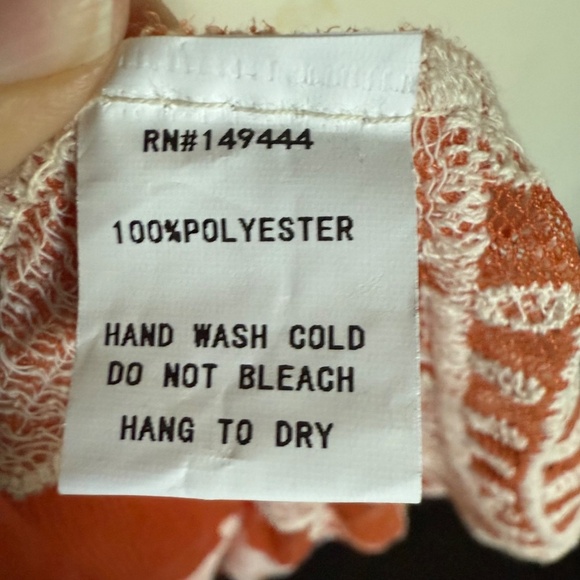 RN#149444
100%POLYESTER
HAND WASH COLD
DO NOT BLEACH
HANG TO DRY